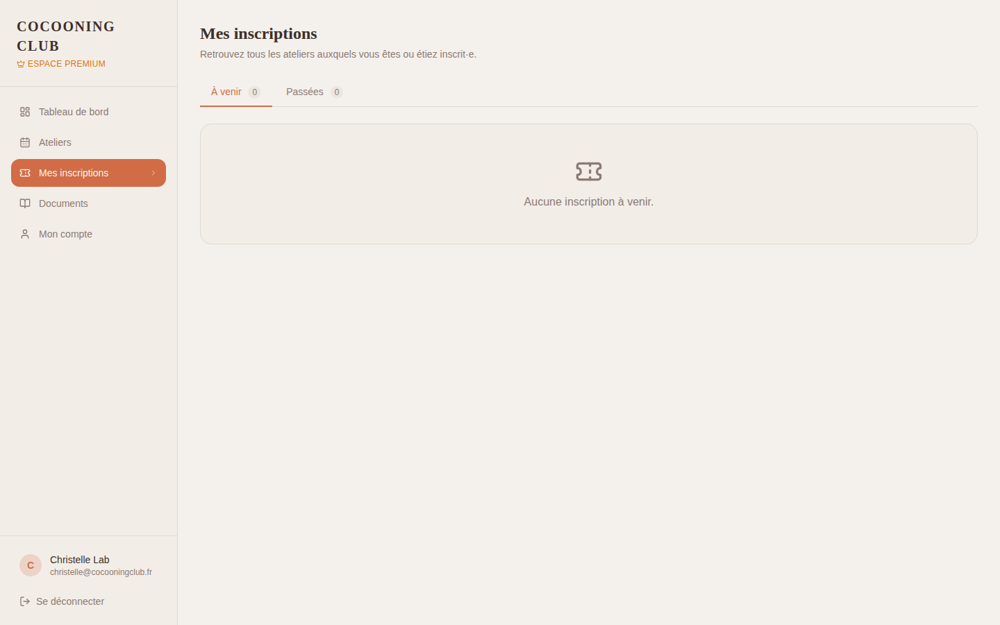 COCOONING
CLUB
ESPACE PREMIUM
Tableau de bord
Ateliers
Mes inscriptions
Documents
Mon compte
Christelle Lab
C
christelle@cocooningclub.fr
Se déconnecter
Mes inscriptions
Retrouvez tous les ateliers auxquels vous êtes ou étiez inscrit·e.
À venir 0 Passées 0
Aucune inscription à venir.